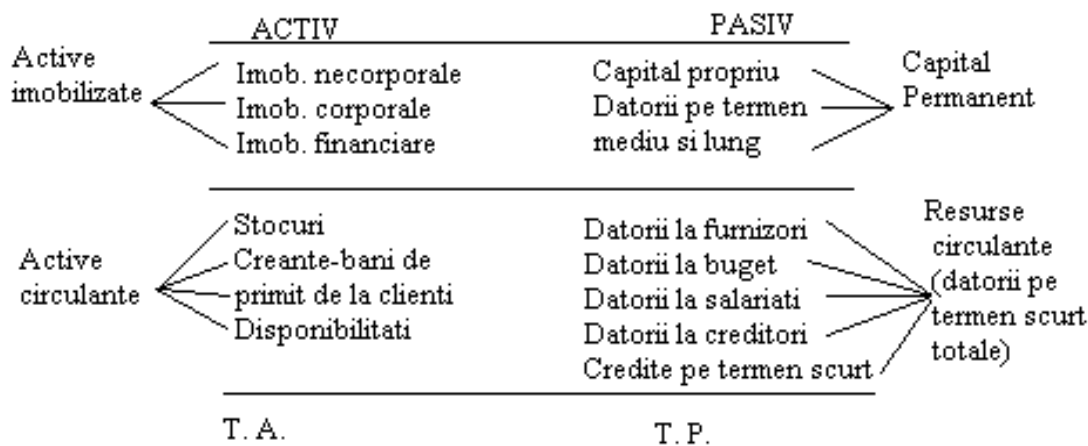 ACTIV
PASIV
Active
imobilizate
Imob. necorporale
Imob. corporale
Imob. financiare
Capital propriu
Datorii pe termen
mediu si lung
Capital
Permanent
Active
circulante
Stocuri
Creante-bani de
primit de la clienti
Disponibilitati
Datorii la furnizori
Datorii la buget
Datorii la salariati
Datorii la creditori
Credite pe termen scurt
Resurse
circulante
(datorii pe
termen scurt
totale)
T. A.
T. P.